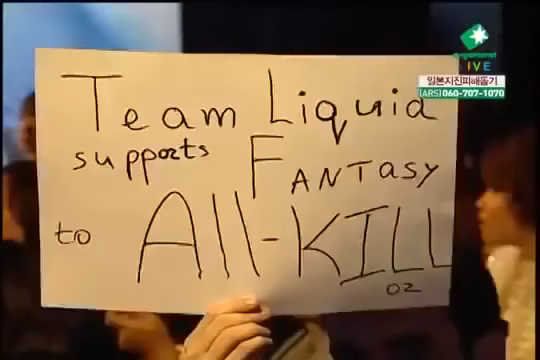 ongamenet
LIVE
일본지진피해돕기
(ARS)060-707-1070
Team Liquid
supports FANTASY
to All-KILL
OZ